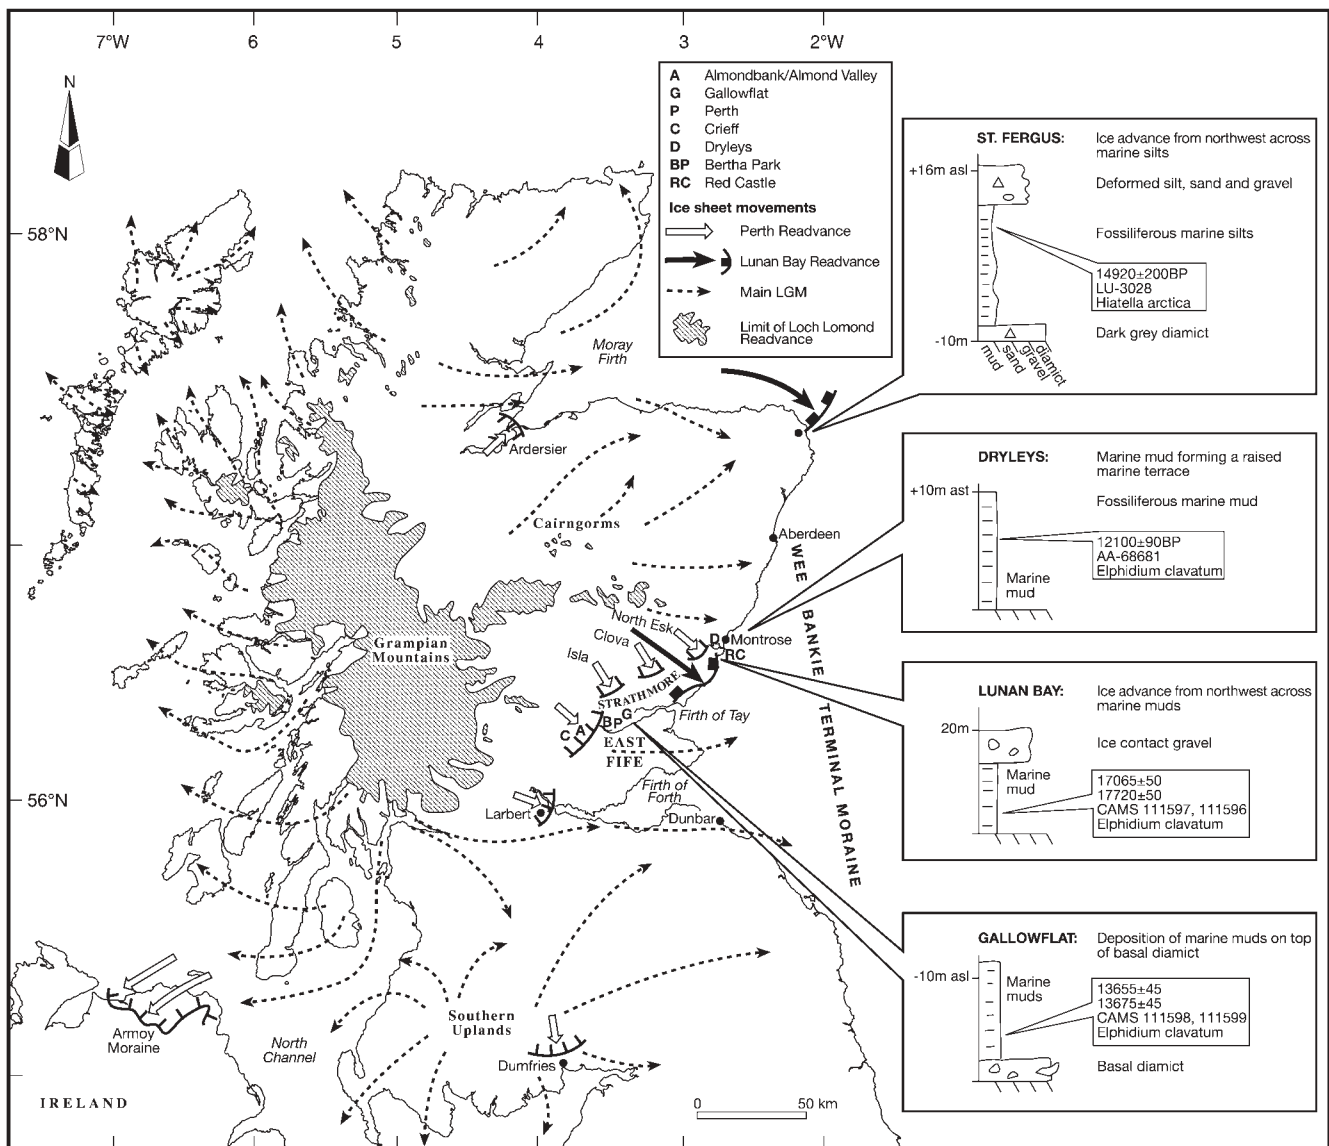 7°W
6
5
4
3
2°W
N
58°N
56°N
A Almondbank/Almond Valley
G Gallowflat
P Perth
C Crieff
D Dryleys
BP Bertha Park
RC Red Castle
Ice sheet movements
Perth Readvance
Lunan Bay Readvance
Main LGM
Limit of Loch Lomond
Readvance
Moray
Firth
Ardersier
Cairngorms
Aberdeen
WEE BANKIE TERMINAL MORAINE
North Esk
Clova
Isla
D
Montrose
RC
Grampian
Mountains
STRATHMORE
Firth of Tay
C A
BP G
EAST
FIFE
Firth of
Forth
Larbert
Dunbar
Southern
Uplands
Dumfries
North
Channel
Armoy
Moraine
IRELAND
0 50 km
ST. FERGUS: Ice advance from northwest across
marine silts
+16m asl
Deformed silt, sand and gravel
Fossiliferous marine silts
14920±200BP
LU-3028
Hiatella arctica
-10m
Dark grey diamict
mud
sand
gravel
diamict
DRYLEYS: Marine mud forming a raised
marine terrace
+10m ast
Fossiliferous marine mud
12100±90BP
AA-68681
Elphidium clavatum
Marine
mud
LUNAN BAY: Ice advance from northwest across
marine muds
20m
Ice contact gravel
Marine
mud
17065±50
17720±50
CAMS 111597, 111596
Elphidium clavatum
GALLOWFLAT: Deposition of marine muds on top
of basal diamict
-10m asl
Marine
muds
13655±45
13675±45
CAMS 111598, 111599
Elphidium clavatum
Basal diamict